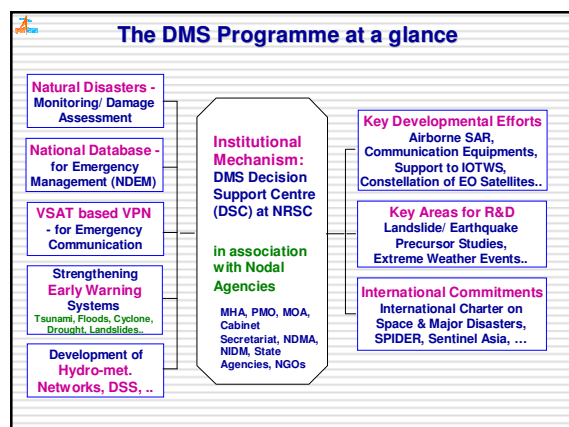 The DMS Programme at a glance
Natural Disasters -
Monitoring/ Damage
Assessment
National Database -
for Emergency
Management (NDEM)
VSAT based VPN
- for Emergency
Communication
Strengthening
Early Warning
Systems
Tsunami, Floods, Cyclone,
Drought, Landslides..
Development of
Hydro-met.
Networks, DSS, ..
Institutional
Mechanism:
DMS Decision
Support Centre
(DSC) at NRSC
in association
with Nodal
Agencies
MHA, PMO, MOA,
Cabinet
Secretariat, NDMA,
NIDM, State
Agencies, NGOs
Key Developmental Efforts
Airborne SAR,
Communication Equipments,
Support to IOTWS,
Constellation of EO Satellites..
Key Areas for R&D
Landslide/ Earthquake
Precursor Studies,
Extreme Weather Events..
International Commitments
International Charter on
Space & Major Disasters,
SPIDER, Sentinel Asia, ...